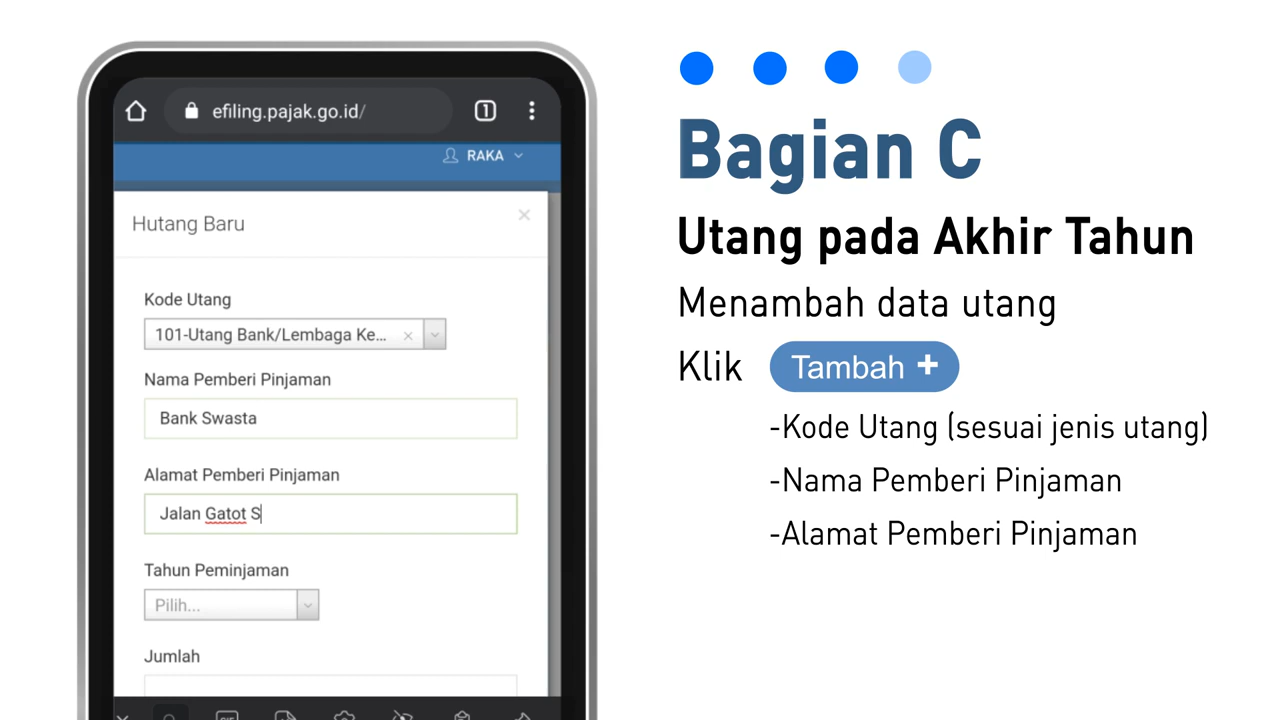 efiling.pajak.go.id/
1
RAKA
Hutang Baru
Kode Utang
101-Utang Bank/Lembaga Ke...
Nama Pemberi Pinjaman
Bank Swasta
Alamat Pemberi Pinjaman
Jalan Gatot S
Tahun Peminjaman
Pilih...
Jumlah
Bagian C
Utang pada Akhir Tahun
Menambah data utang
Klik Tambah +
-Kode Utang (sesuai jenis utang)
-Nama Pemberi Pinjaman
-Alamat Pemberi Pinjaman